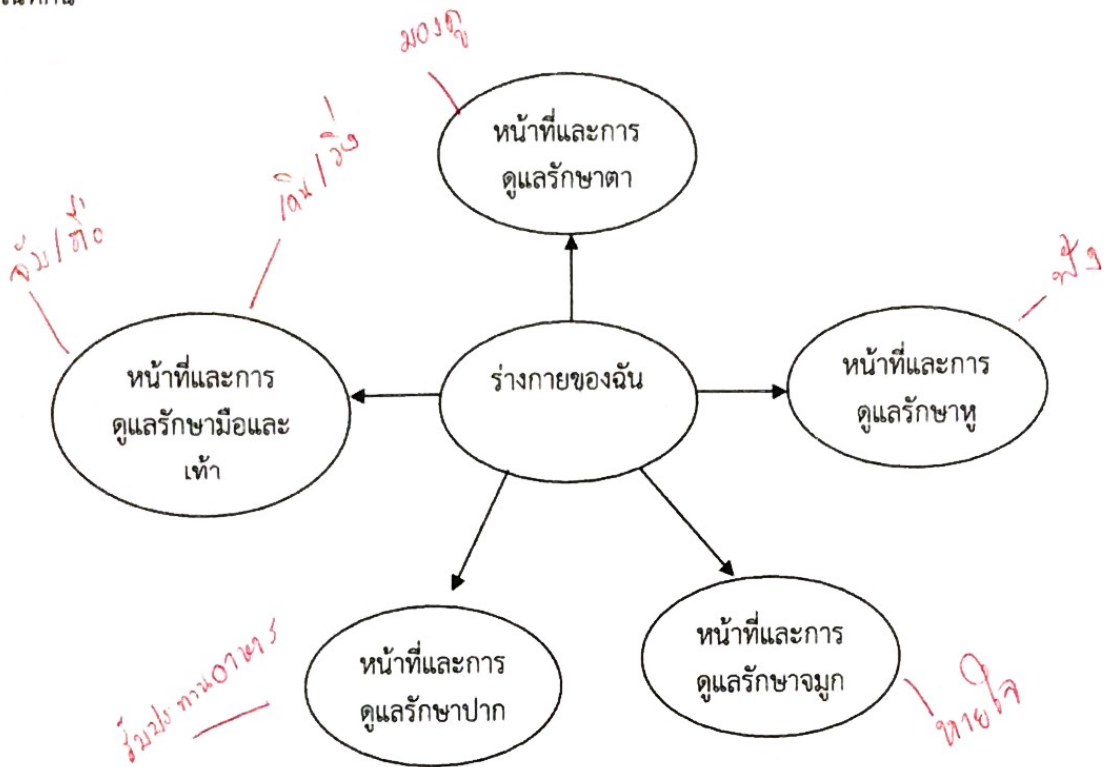 มองดู
หน้าที่และการ
ดูแลรักษาตา
เดิน/วิ่ง
จับ/ถือ
ฟัง
หน้าที่และการ
ดูแลรักษามือและ
เท้า
ร่างกายของฉัน
หน้าที่และการ
ดูแลรักษาหู
รับประทานอาหาร
หน้าที่และการ
ดูแลรักษาปาก
หน้าที่และการ
ดูแลรักษาจมูก
หายใจ